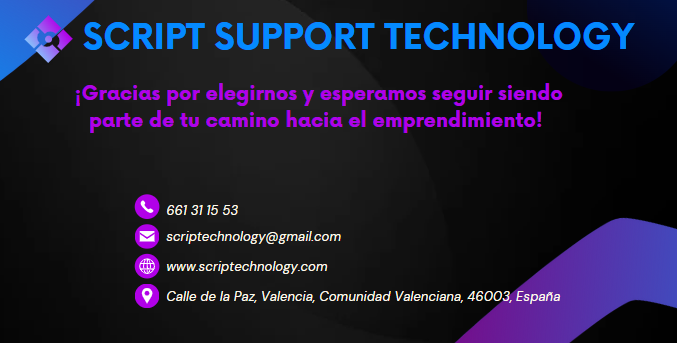 SCRIPT SUPPORT TECHNOLOGY
¡Gracias por elegirnos y esperamos seguir siendo
parte de tu camino hacia el emprendimiento!
661 31 15 53
scriptechnology@gmail.com
www.scriptechnology.com
Calle de la Paz, Valencia, Comunidad Valenciana, 46003, España